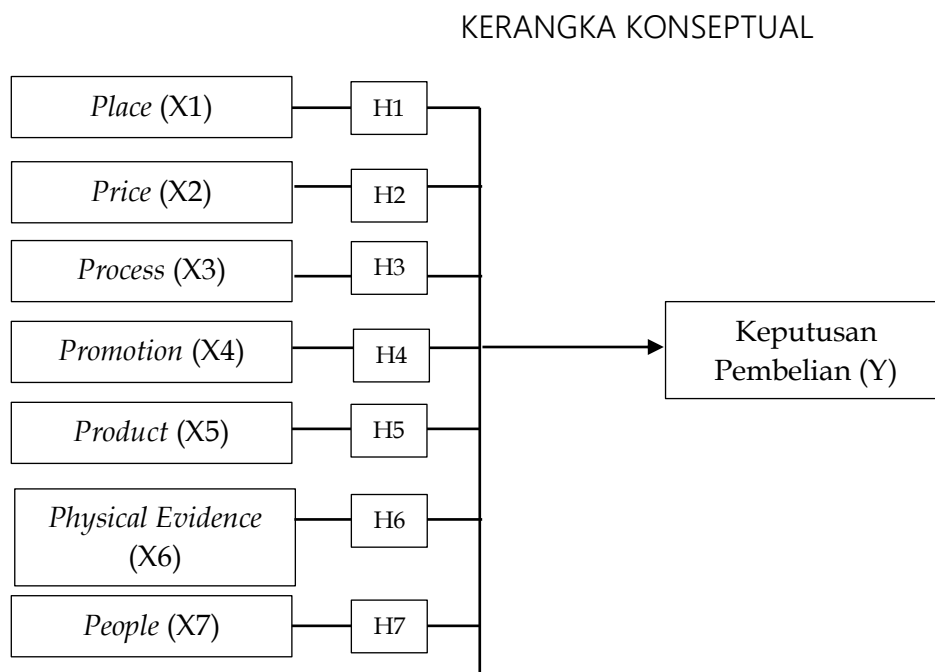 KERANGKA KONSEPTUAL
Place (X1)
H1
Price (X2)
H2
Process (X3)
H3
Promotion (X4)
H4
Keputusan
Pembelian (Y)
Product (X5)
H5
Physical Evidence
(X6)
H6
People (X7)
H7